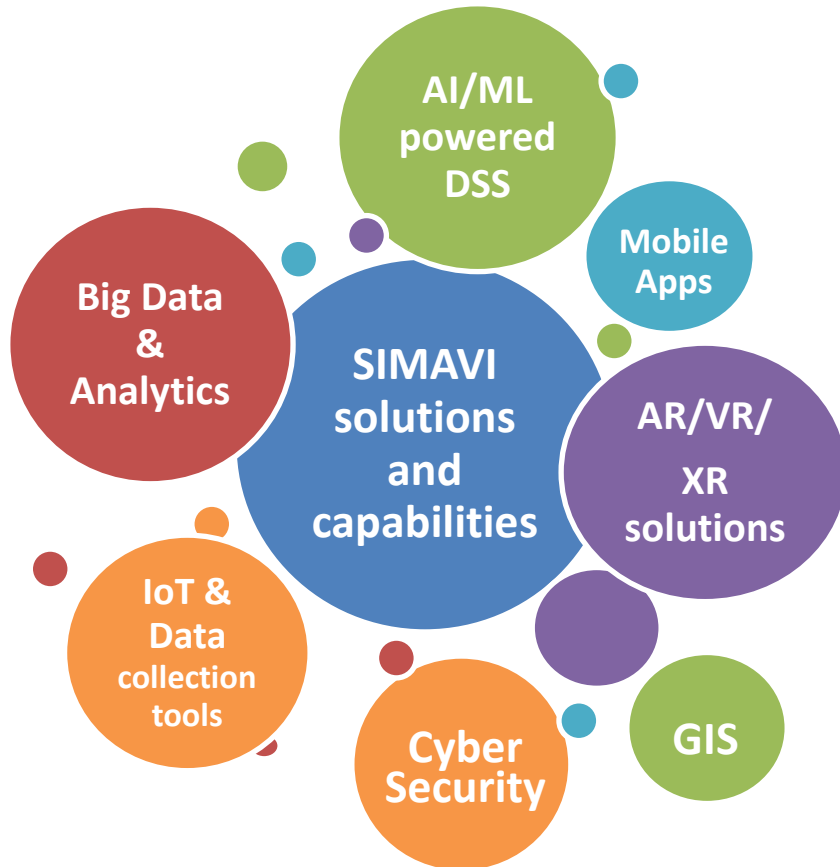 AI/ML
powered
DSS
Mobile
Apps
Big Data
&
Analytics
SIMAVI
solutions
and
capabilities
AR/VR/
XR
solutions
IoT &
Data
collection
tools
Cyber
Security
GIS